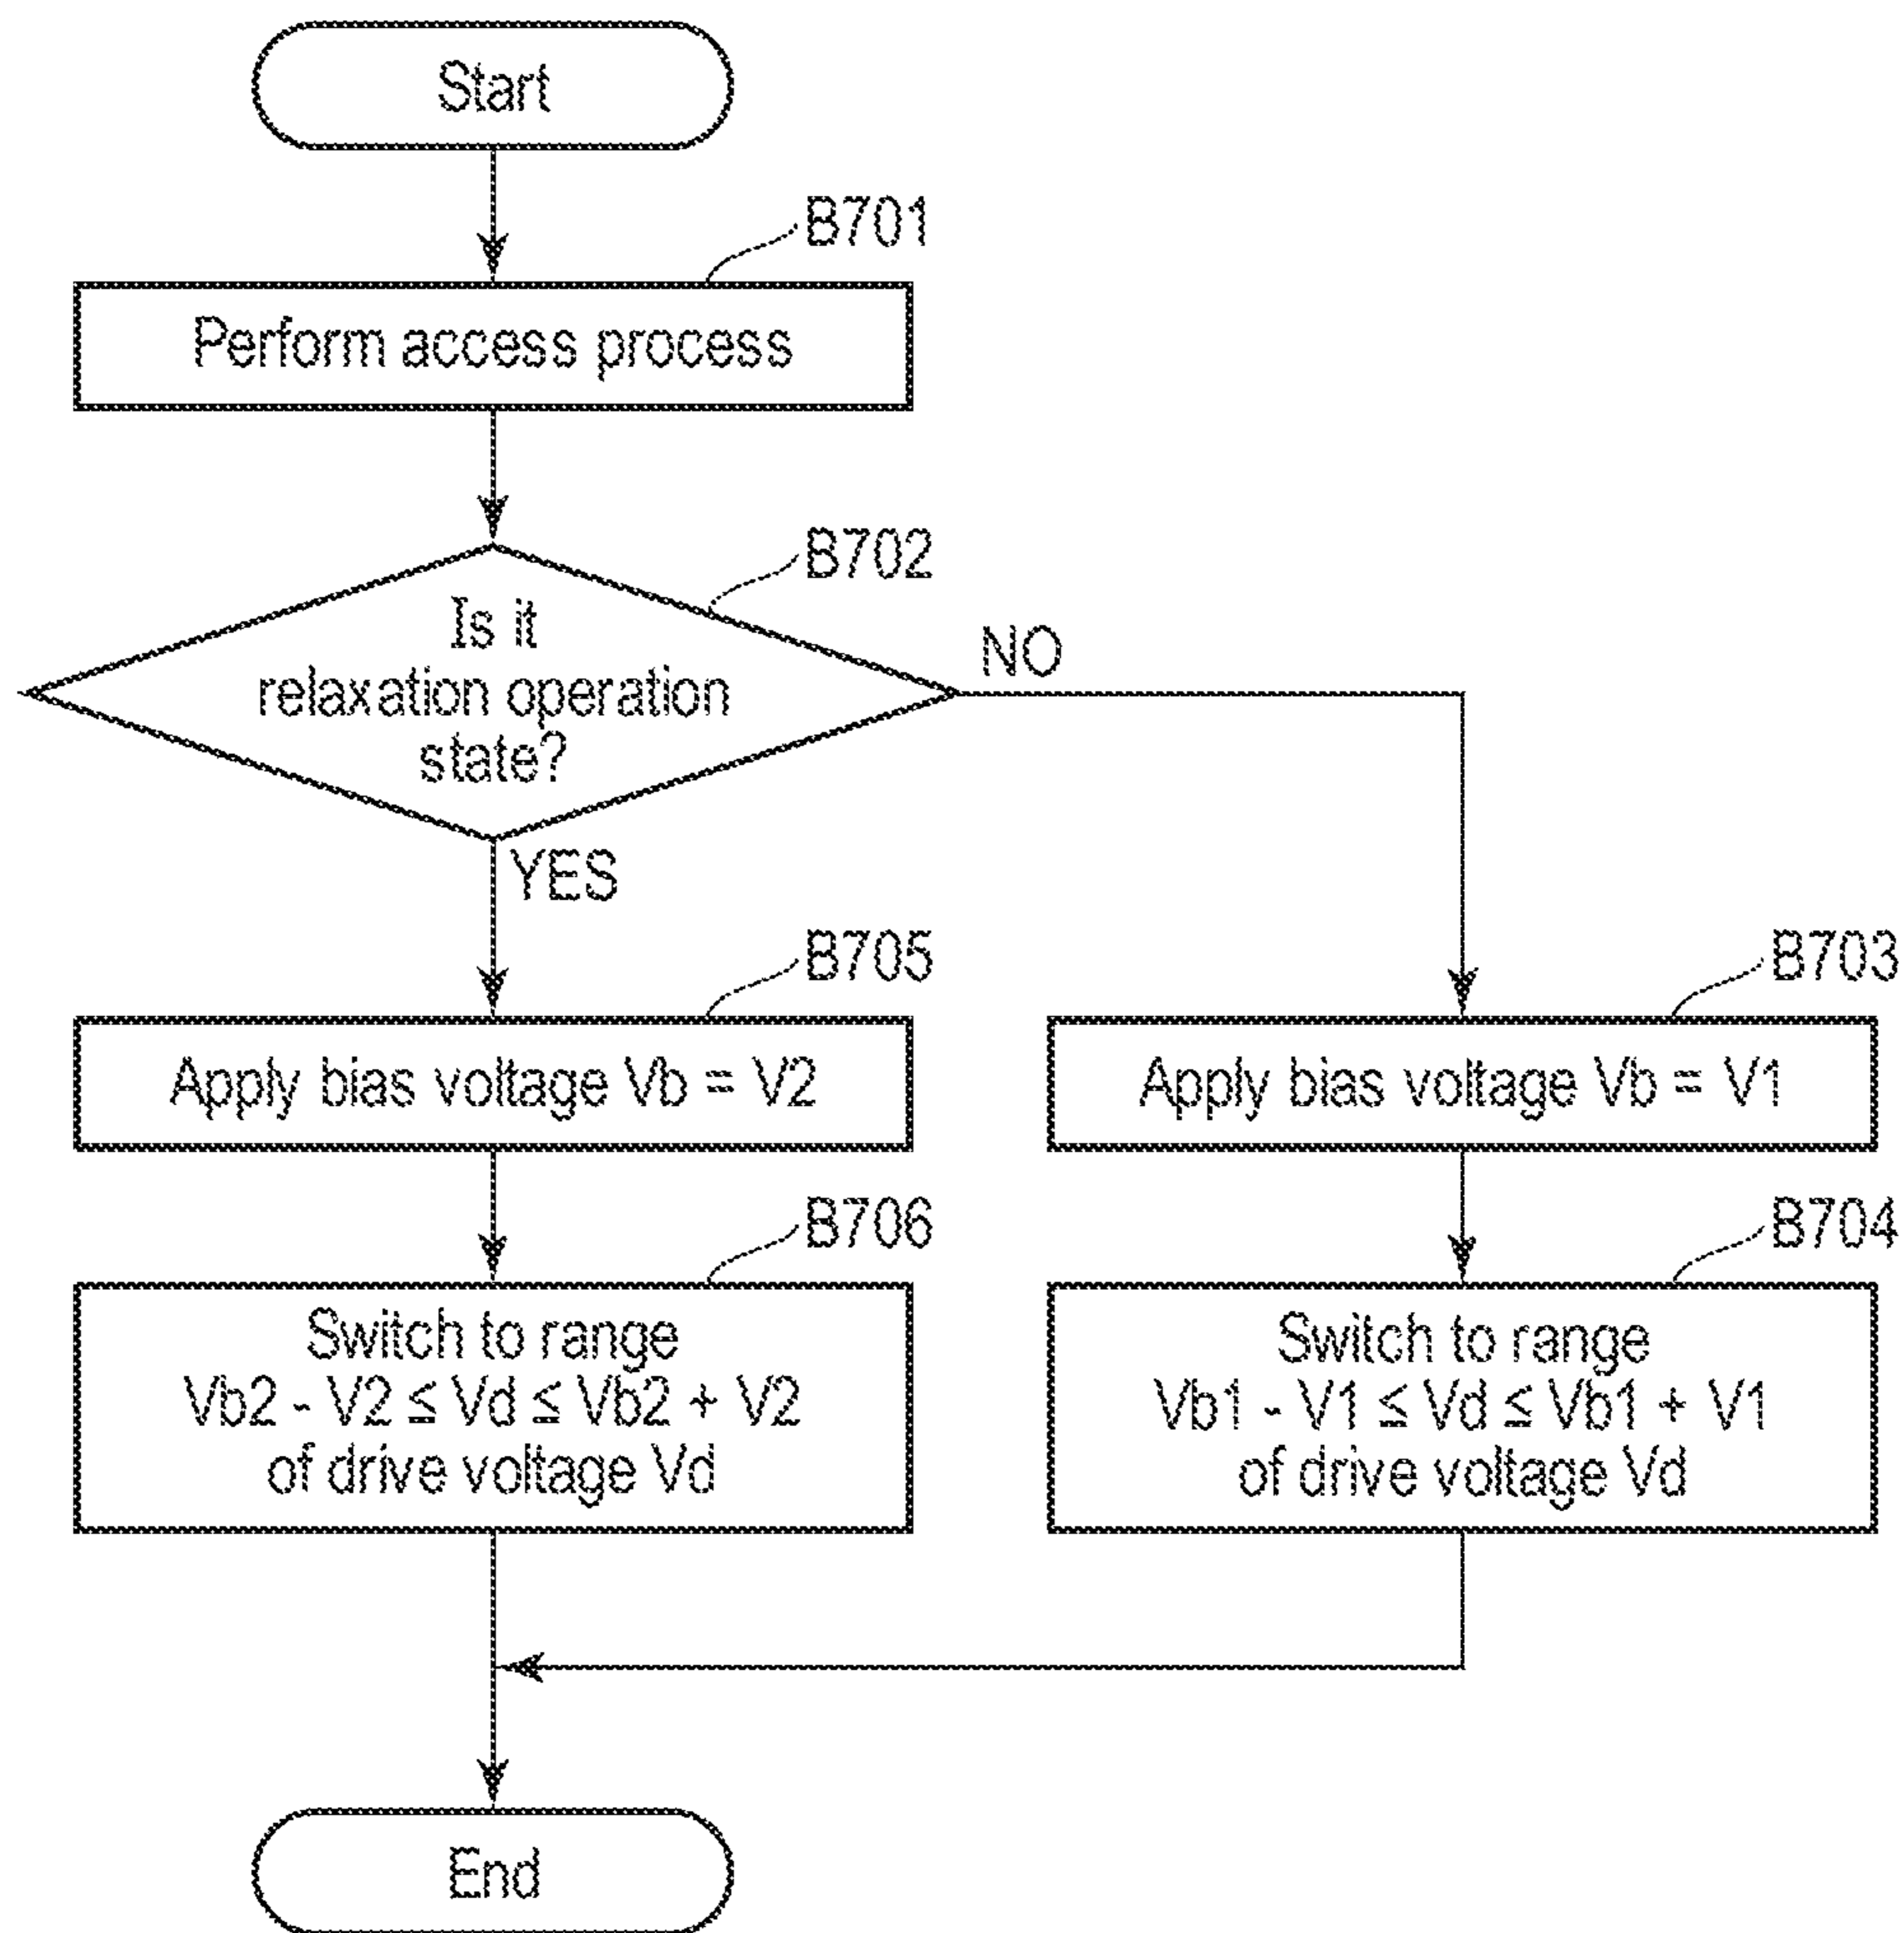 Start
B701
Perform access process
B702
Is it
relaxation operation
state?
NO
YES
B705
Apply bias voltage Vb = V2
B703
Apply bias voltage Vb = V1
B706
Switch to range
Vb2 - V2 ≤ Vd ≤ Vb2 + V2
of drive voltage Vd
B704
Switch to range
Vb1 - V1 ≤ Vd ≤ Vb1 + V1
of drive voltage Vd
End